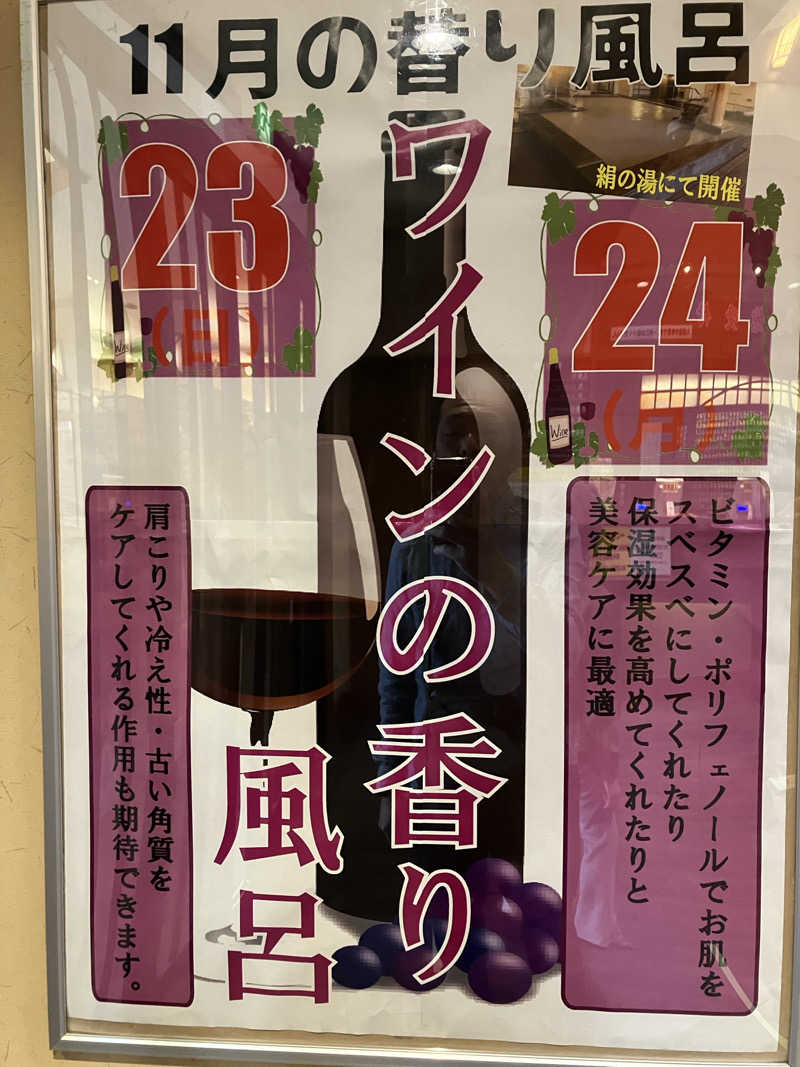 11月の替り風呂
絹の湯にて開催
23
(日)
24
(月)
ワインの香り
風呂
ビタミン・ポリフェノールでお肌を
スベスベにしてくれたり
保湿効果を高めてくれたりと
美容ケアに最適
肩こりや冷え性・古い角質を
ケアしてくれる作用も期待できます。
Wine